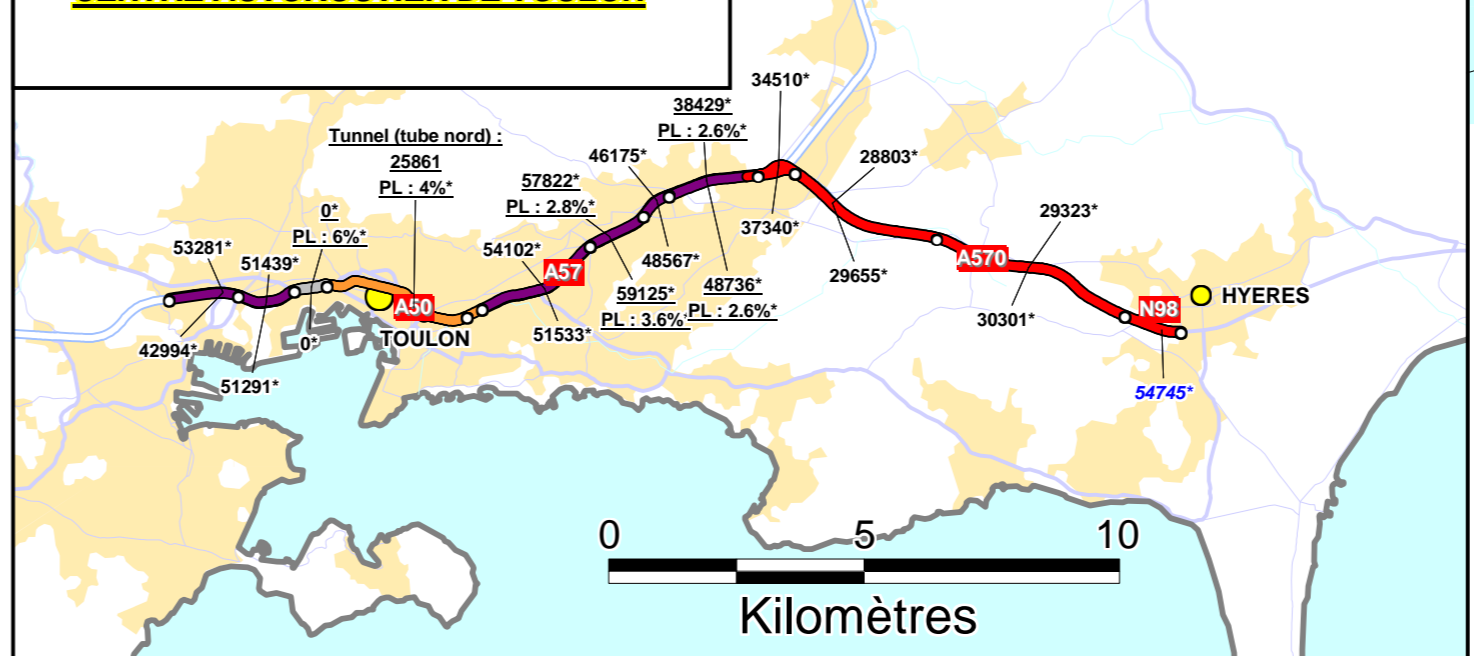 34510*
38429*
PL : 2.6%*
Tunnel (tube nord) :
25861
PL : 4%*
46175*
28803*
57822*
PL : 2.8%*
0*
PL : 6%*
29323*
53281*
51439*
54102*
37340*
48567*
29655*
A57
A570
59125*
PL : 3.6%*
48736*
PL : 2.6%*
A50
N98
HYERES
TOULON
42994*
0*
51533*
30301*
51291*
54745*
0 5 10
Kilomètres